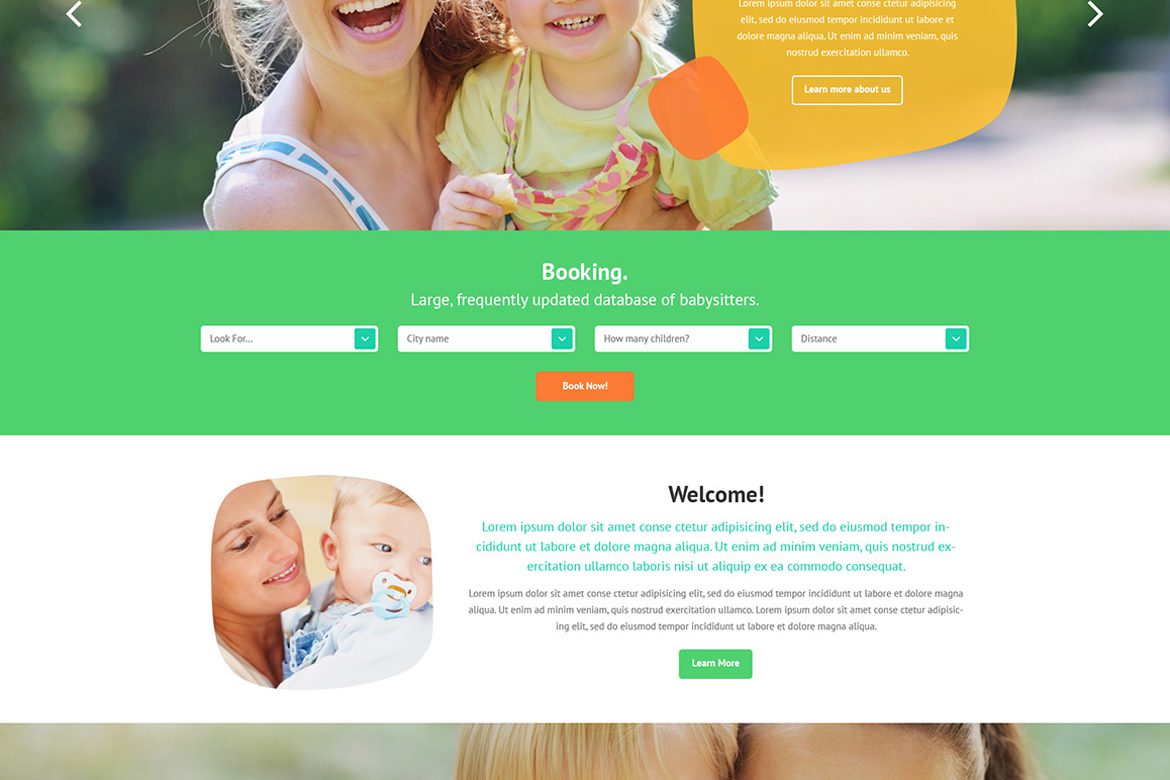 Lorem ipsum dolor sit amet, consectetur adipisicing
elit, sed do eiusmod tempor incididunt ut labore et
dolore magna aliqua. Ut enim ad minim veniam, quis
nostrud exercitation ullamco.
Learn more about us
Booking.
Large, frequently updated database of babysitters.
Look For...
City name
How many children?
Distance
Book Now!
Welcome!
Lorem ipsum dolor sit amet conse ctetur adipisicing elit, sed do eiusmod tempor in-
cididunt ut labore et dolore magna aliqua. Ut enim ad minim veniam, quis nostrud ex-
ercitation ullamco laboris nisi ut aliquip ex ea commodo consequat.
Lorem ipsum dolor sit amet conse ctetur adipisicing elit, sed do eiusmod tempor incididunt ut labore et dolore magna
aliqua. Ut enim ad minim veniam, quis nostrud exercitation ullamco. Lorem ipsum dolor sit amet conse ctetur adipisic-
ing elit, sed do eiusmod tempor incididunt ut labore et dolore magna aliqua.
Learn More